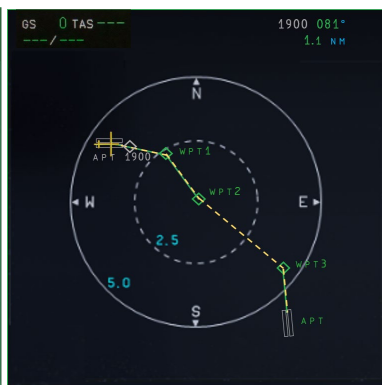 GS 0 TAS ---
---/---
1900 081°
1.1 NM
N
APT 1900
WPT1
WPT2
W
E
2.5
WPT3
5.0
S
APT